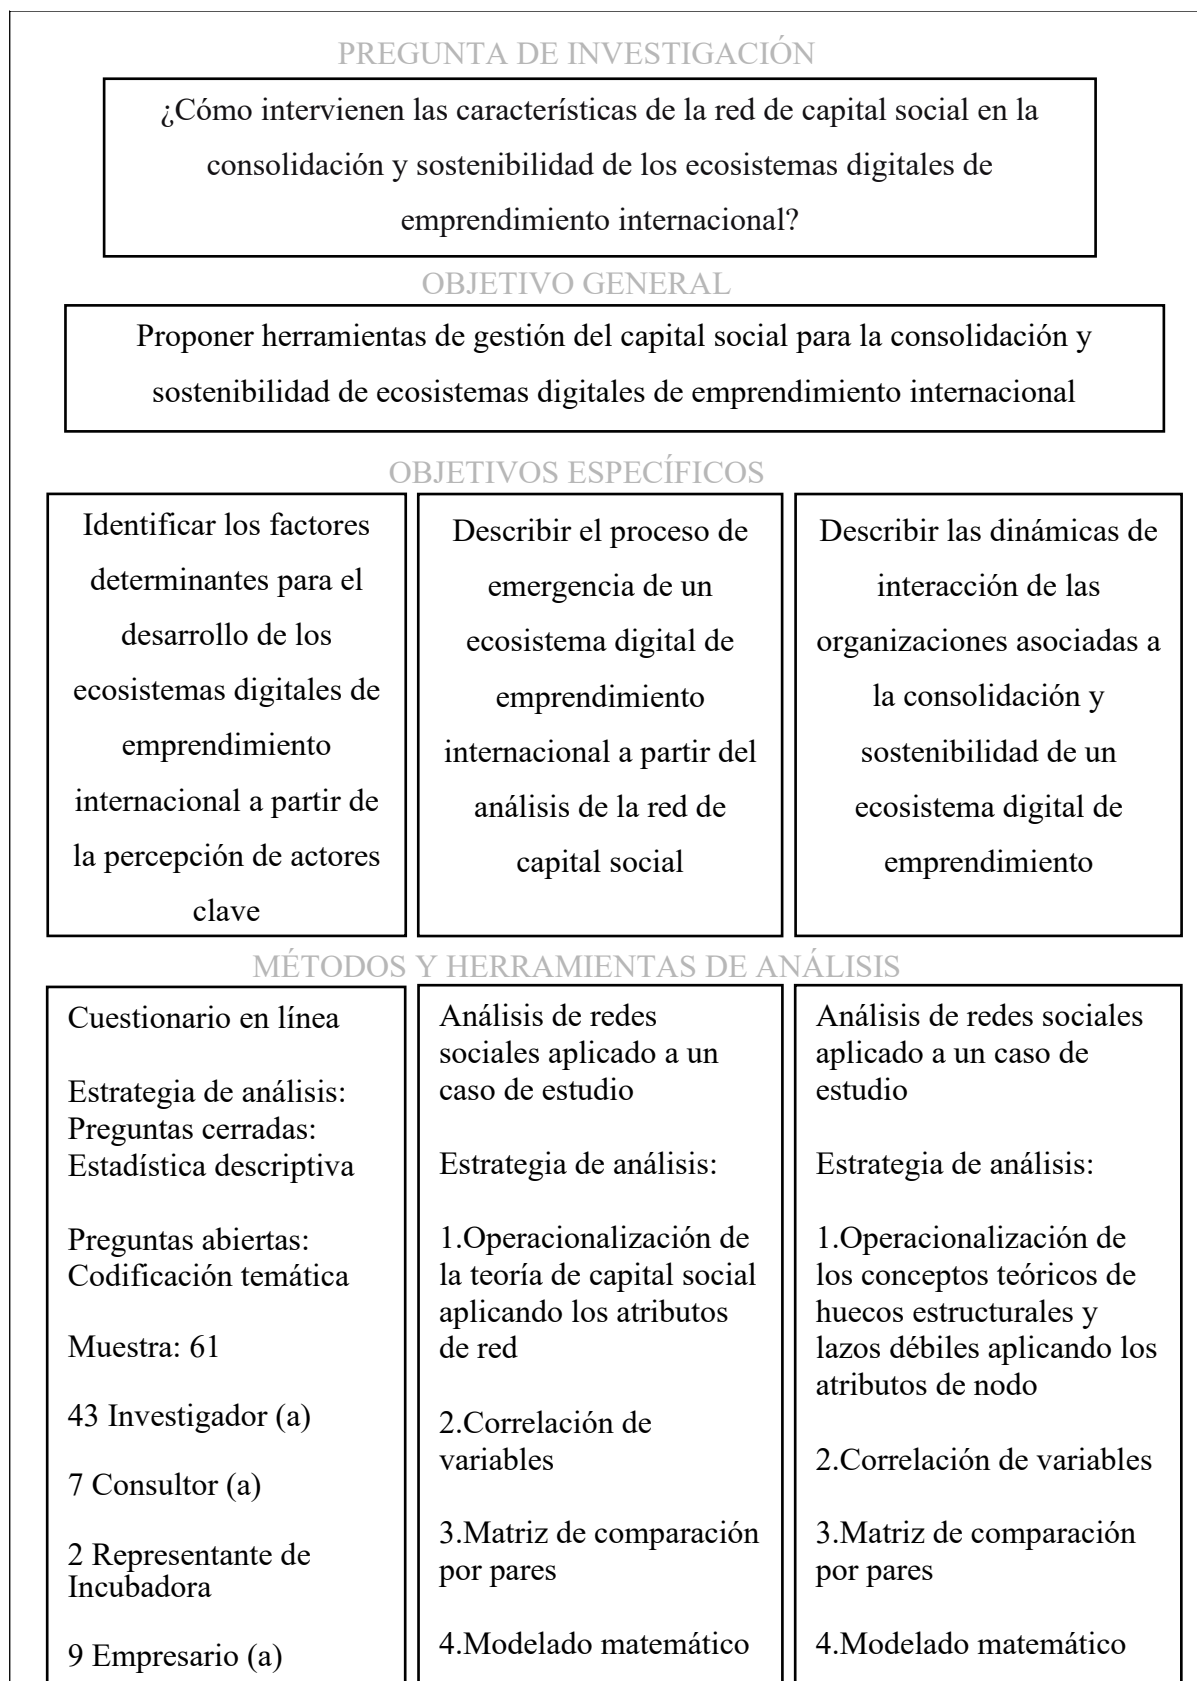 PREGUNTA DE INVESTIGACIÓN
¿Cómo intervienen las características de la red de capital social en la
consolidación y sostenibilidad de los ecosistemas digitales de
emprendimiento internacional?
OBJETIVO GENERAL
Proponer herramientas de gestión del capital social para la consolidación y
sostenibilidad de ecosistemas digitales de emprendimiento internacional
OBJETIVOS ESPECÍFICOS
Identificar los factores
determinantes para el
desarrollo de los
ecosistemas digitales de
emprendimiento
internacional a partir de
la percepción de actores
clave
Describir el proceso de
emergencia de un
ecosistema digital de
emprendimiento
internacional a partir del
análisis de la red de
capital social
Describir las dinámicas de
interacción de las
organizaciones asociadas a
la consolidación y
sostenibilidad de un
ecosistema digital de
emprendimiento
MÉTODOS Y HERRAMIENTAS DE ANÁLISIS
Cuestionario en línea
Estrategia de análisis:
Preguntas cerradas:
Estadística descriptiva
Preguntas abiertas:
Codificación temática
Muestra: 61
43 Investigador (a)
7 Consultor (a)
2 Representante de
Incubadora
9 Empresario (a)
Análisis de redes
sociales aplicado a un
caso de estudio
Estrategia de análisis:
1.Operacionalización de
la teoría de capital social
aplicando los atributos
de red
2.Correlación de
variables
3.Matriz de comparación
por pares
4.Modelado matemático
Análisis de redes sociales
aplicado a un caso de
estudio
Estrategia de análisis:
1.Operacionalización de
los conceptos teóricos de
huecos estructurales y
lazos débiles aplicando los
atributos de nodo
2.Correlación de variables
3.Matriz de comparación
por pares
4.Modelado matemático